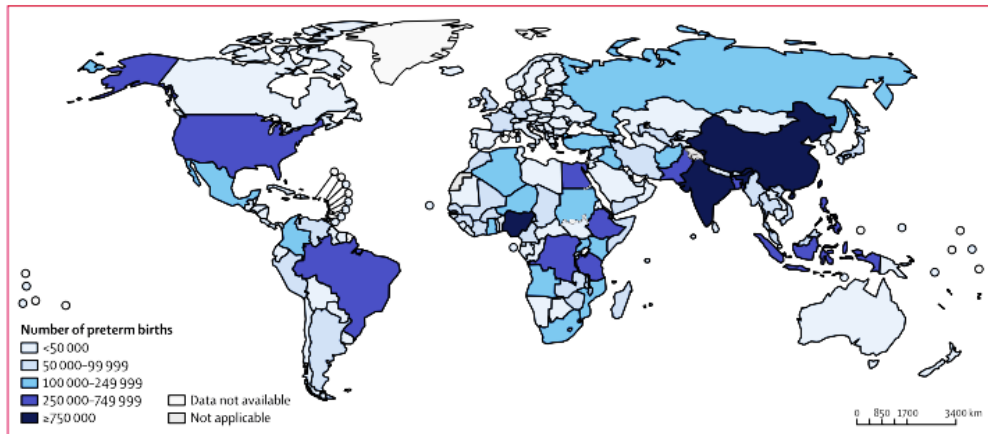 Number of preterm births
<50 000
50 000–99 999
100 000–249 999
250 000–749 999
≥750 000
Data not available
Not applicable
0 850 1700 3400 km